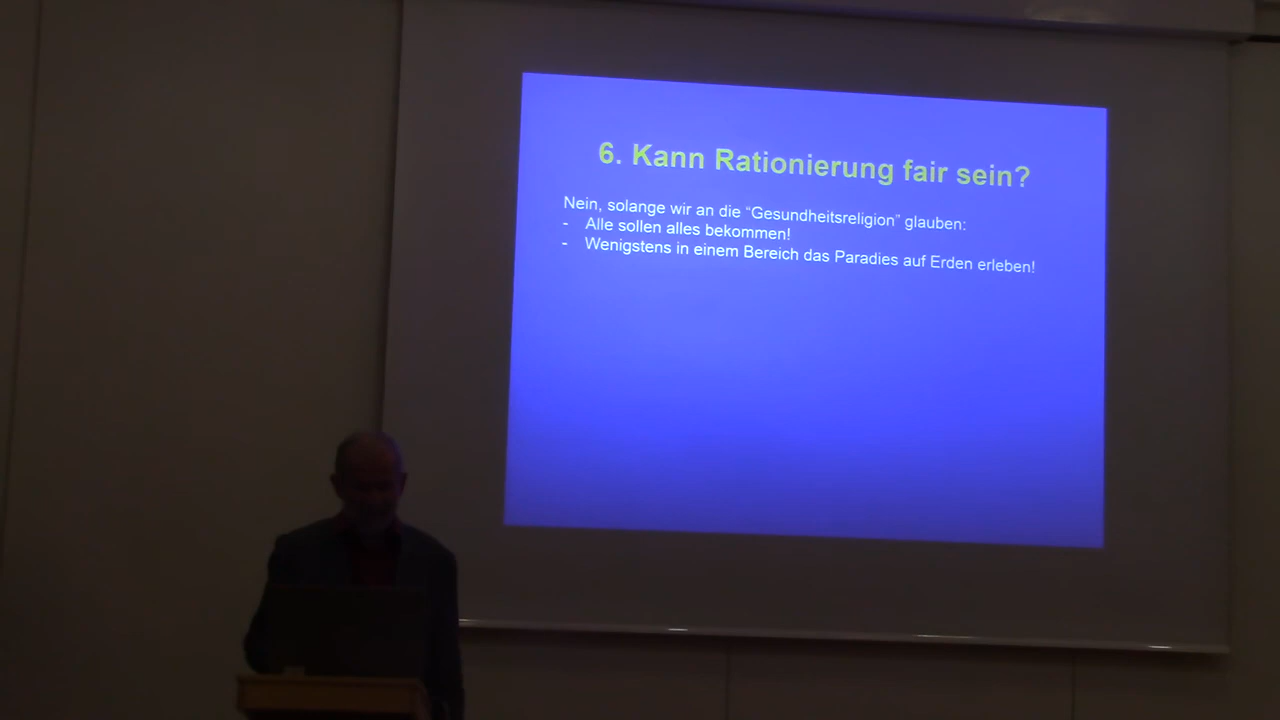 6. Kann Rationierung fair sein?
Nein, solange wir an die “Gesundheitsreligion” glauben:
- Alle sollen alles bekommen!
- Wenigstens in einem Bereich das Paradies auf Erden erleben!